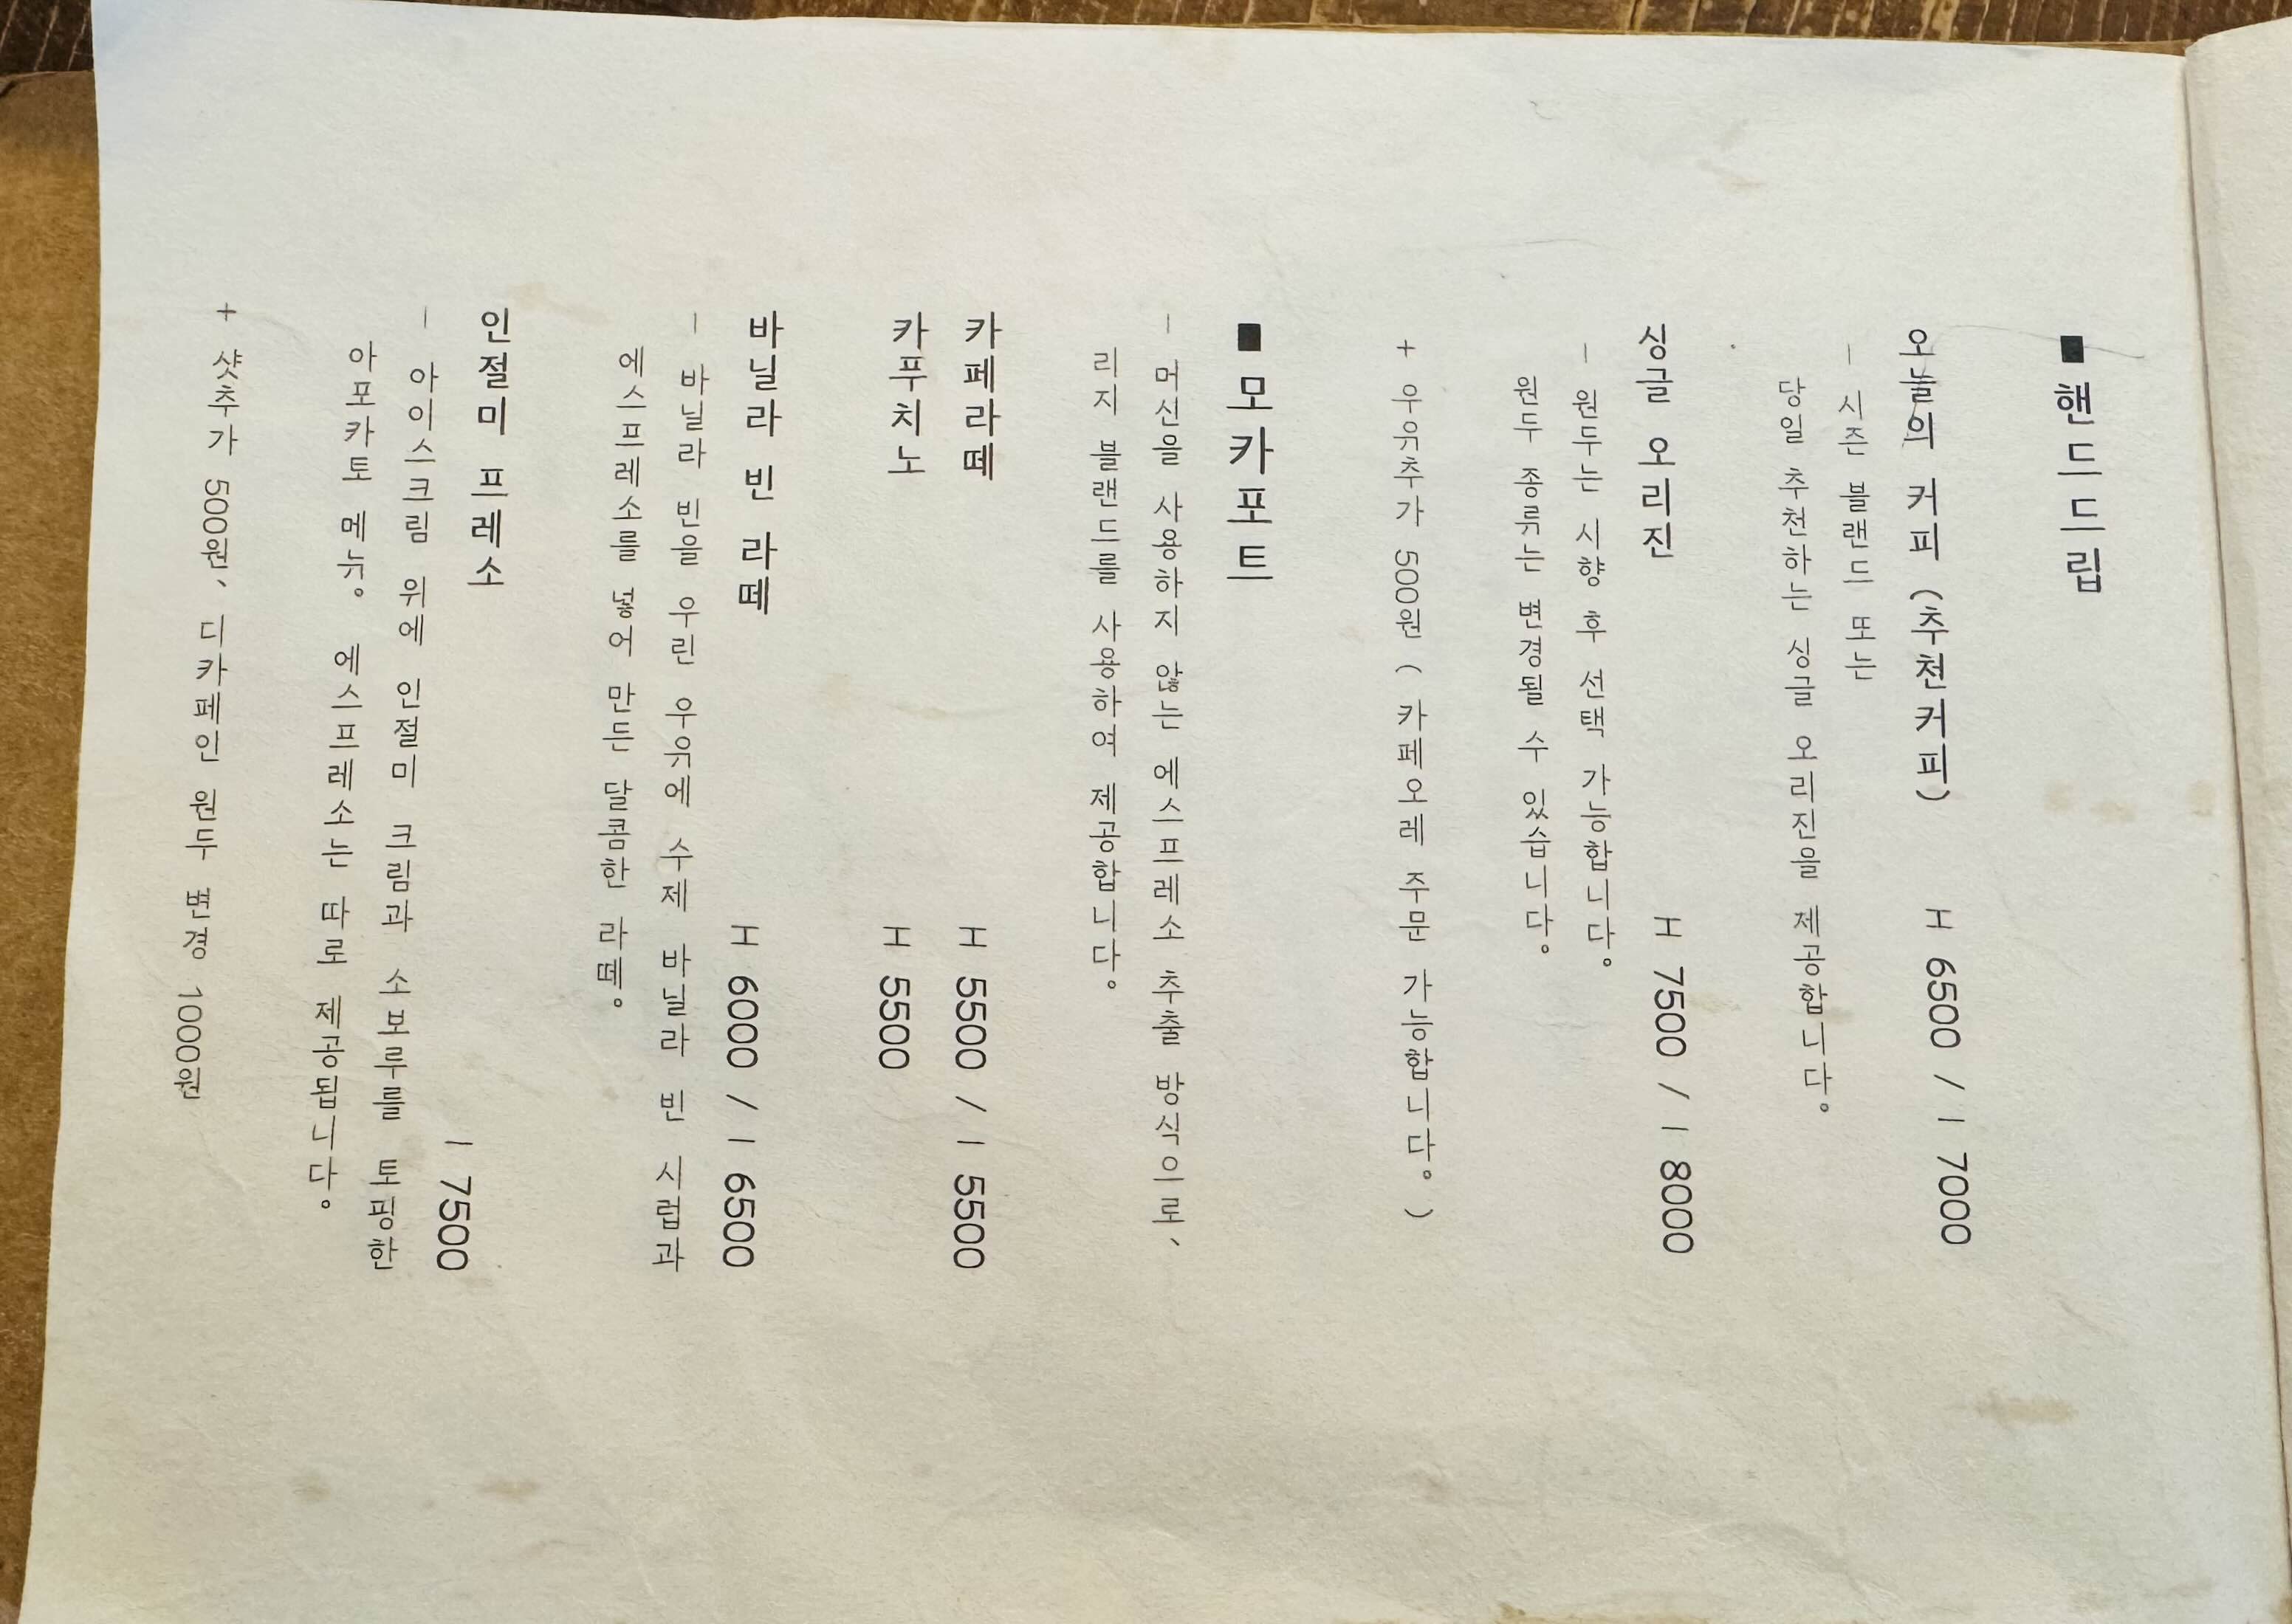 ■ 핸드드립
오늘의 커피 (추천커피) H 6500 / I 7000
- 시즌 블랜드 또는
당일 추천하는 싱글 오리진을 제공합니다。
싱글 오리진 H 7500 / I 8000
- 원두는 시향 후 선택 가능합니다。
원두 종류는 변경될 수 있습니다。
+ 우유추가 500원 ( 카페오레 주문 가능합니다。)
■ 모카포트
- 머신을 사용하지 않는 에스프레소 추출 방식으로、
리지 블랜드를 사용하여 제공합니다。
카페라떼 H 5500 / I 5500
카푸치노 H 5500
바닐라 빈 라떼 H 6000 / I 6500
- 바닐라 빈을 우린 우유에 수제 바닐라 빈 시럽과
에스프레소를 넣어 만든 달콤한 라떼。
인절미 프레소 I 7500
- 아이스크림 위에 인절미 크림과 소보루를 토핑한
아포카토 메뉴。 에스프레소는 따로 제공됩니다。
+ 샷추가 500원、디카페인 원두 변경 1000원